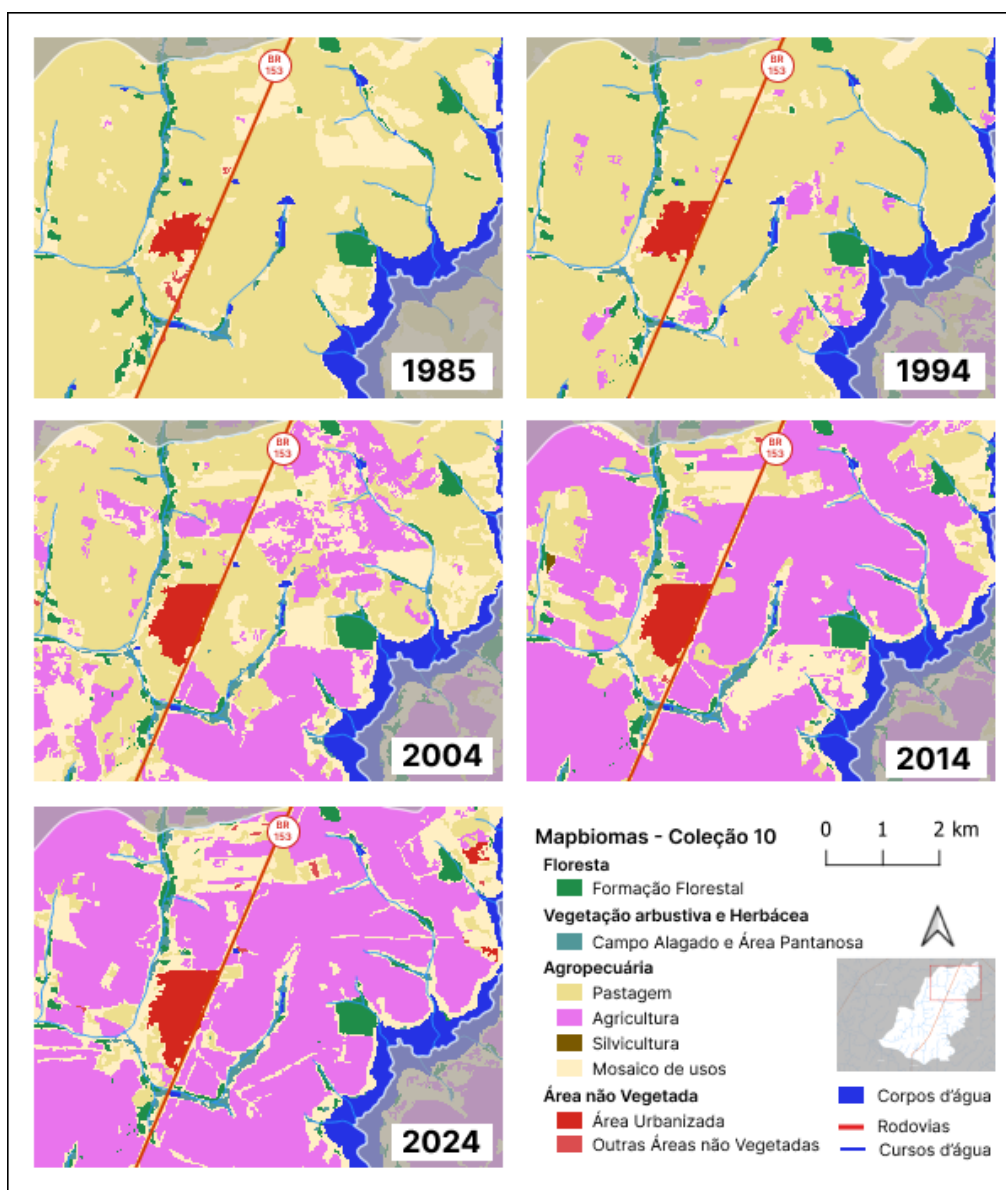 BR
153
1985
BR
153
1994
BR
153
2004
BR
153
2014
BR
153
2024
Mapbiomas - Coleção 10
Floresta
Formação Florestal
Vegetação arbustiva e Herbácea
Campo Alagado e Área Pantanosa
Agropecuária
Pastagem
Agricultura
Silvicultura
Mosaico de usos
Área não Vegetada
Área Urbanizada
Outras Áreas não Vegetadas
0 1 2 km
Corpos d'água
Rodovias
Cursos d'água